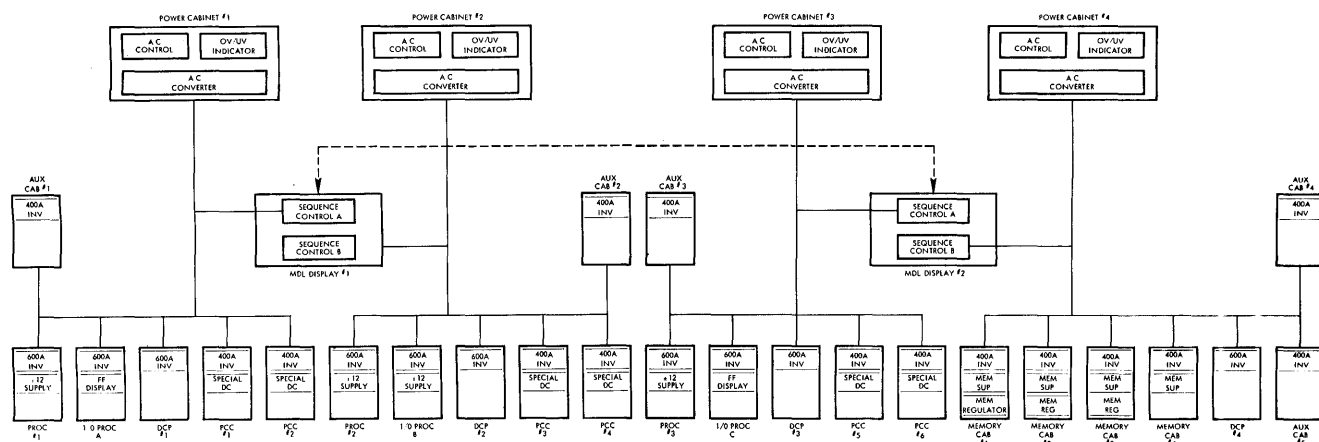 POWER CABINET #1
POWER CABINET #2
POWER CABINET #3
POWER CABINET #4
A C
CONTROL
OV/UV
INDICATOR
A C
CONTROL
OV/UV
INDICATOR
A C
CONTROL
OV/UV
INDICATOR
A C
CONTROL
OV/UV
INDICATOR
A C
CONVERTER
A C
CONVERTER
A C
CONVERTER
A C
CONVERTER
AUX
CAB #1
400A
INV
SEQUENCE
CONTROL A
SEQUENCE
CONTROL B
MDL DISPLAY #1
AUX
CAB #2
400A
INV
AUX
CAB #3
400A
INV
SEQUENCE
CONTROL A
SEQUENCE
CONTROL B
MDL DISPLAY #2
AUX
CAB #4
400A
INV
600A
INV
12
SUPPLY
PROC
#1
600A
INV
FF
DISPLAY
I/O PROC
A
600A
INV
DCP
#1
400A
INV
SPECIAL
DC
PCC
#1
400A
INV
SPECIAL
DC
PCC
#2
600A
INV
12
SUPPLY
PROC
#2
600A
INV
12
SUPPLY
I/O PROC
B
600A
INV
DCP
#2
400A
INV
SPECIAL
DC
PCC
#3
400A
INV
SPECIAL
DC
PCC
#4
600A
INV
12
SUPPLY
PROC
#3
600A
INV
FF
DISPLAY
I/O PROC
C
600A
INV
DCP
#3
400A
INV
SPECIAL
DC
PCC
#5
400A
INV
SPECIAL
DC
PCC
#6
400A
INV
MEM
SUP
MEM
REGULATOR
MEMORY
CAB
400A
INV
MEM
SUP
MEM
REG
MEMORY
CAB
400A
INV
MEM
SUP
MEM
REG
MEMORY
CAB
400A
INV
MEM
SUP
MEMORY
CAB
600A
INV
DCP
#4
400A
INV
AUX
CAB